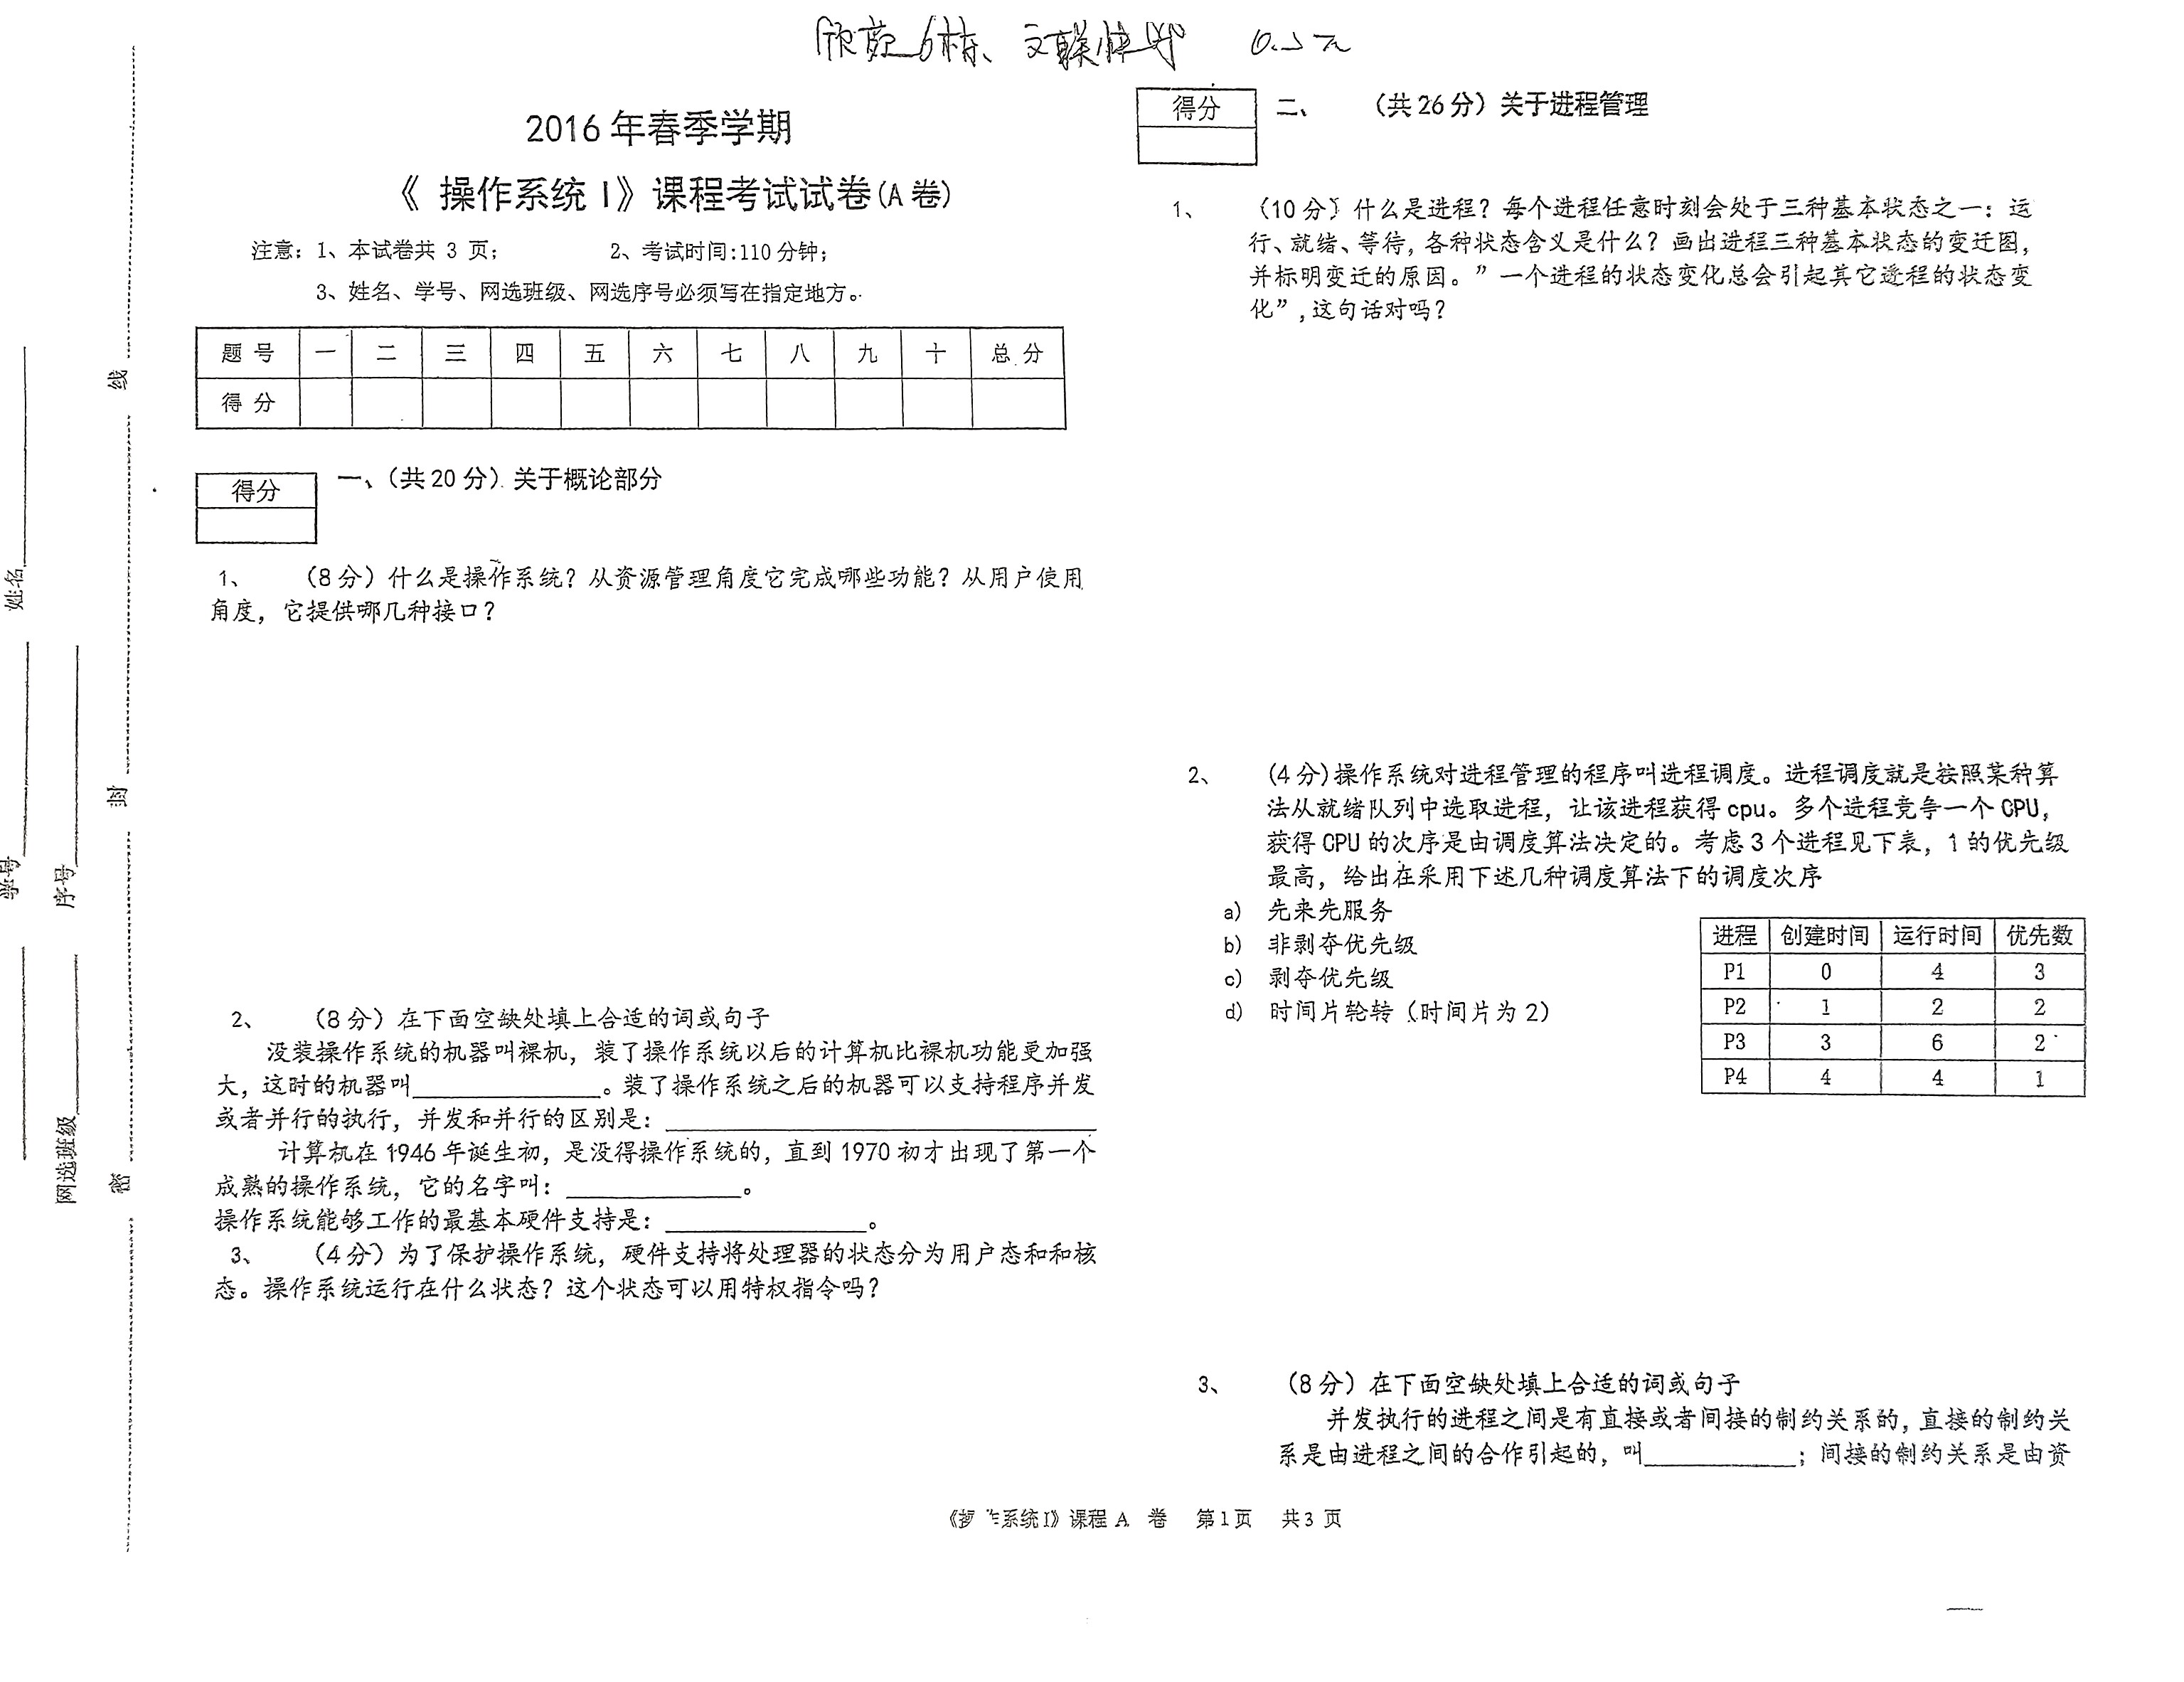 6栋、
2016年春季学期
《 操作系统 I》课程考试试卷(A卷)
注意：1、本试卷共 3 页； 2、考试时间:110分钟；
3、姓名、学号、网选班级、网选序号必须写在指定地方。
题 号 一 二 三 四 五 六 七 八 九 十 总 分
得 分
得分
一、（共20分）关于概论部分
1、 （8分）什么是操作系统？从资源管理角度它完成哪些功能？从用户使用
角度，它提供哪几种接口？
2、 （8分）在下面空缺处填上合适的词或句子
没装操作系统的机器叫裸机，装了操作系统以后的计算机比裸机功能更加强
大，这时的机器叫______________。装了操作系统之后的机器可以支持程序并发
或者并行的执行，并发和并行的区别是：______________
计算机在1946年诞生初，是没得操作系统的，直到1970初才出现了第一个
成熟的操作系统，它的名字叫：______________。
操作系统能够工作的最基本硬件支持是：______________。
3、 （4分）为了保护操作系统，硬件支持将处理器的状态分为用户态和和核
态。操作系统运行在什么状态？这个状态可以用特权指令吗？
得分
二、 （共26分）关于进程管理
1、 （10分）什么是进程？每个进程任意时刻会处于三种基本状态之一：运
行、就绪、等待，各种状态含义是什么？画出进程三种基本状态的变迁图，
并标明变迁的原因。”一个进程的状态变化总会引起其它进程的状态变
化”,这句话对吗？
2、 (4分)操作系统对进程管理的程序叫进程调度。进程调度就是按照某种算
法从就绪队列中选取进程，让该进程获得cpu。多个进程竞争一个CPU，
获得CPU的次序是由调度算法决定的。考虑3个进程见下表，1的优先级
最高，给出在采用下述几种调度算法下的调度次序
a) 先来先服务
b) 非剥夺优先级
c) 剥夺优先级
d) 时间片轮转（时间片为2）
进程 创建时间 运行时间 优先数
P1 0 4 3
P2 1 2 2
P3 3 6 2
P4 4 4 1
3、 （8分）在下面空缺处填上合适的词或句子
并发执行的进程之间是有直接或者间接的制约关系的，直接的制约关
系是由进程之间的合作引起的，叫____________；间接的制约关系是由资
《 系统I》课程 A 卷 第1页 共3 页
姓名
学号
序号
网选班级
线
封
密